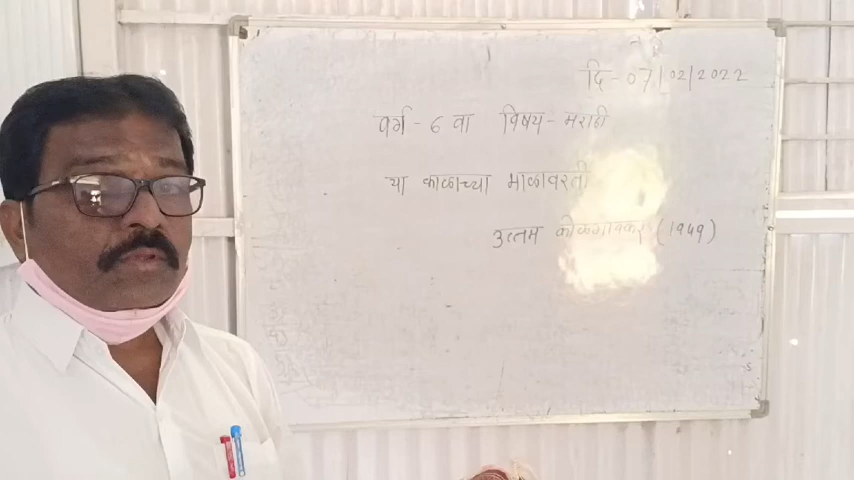 दि-07/02/2022
वर्ग - 6 वा विषय - मराठी
या काळाच्या भाळावरती
उत्तम कोळगावकर (1949)